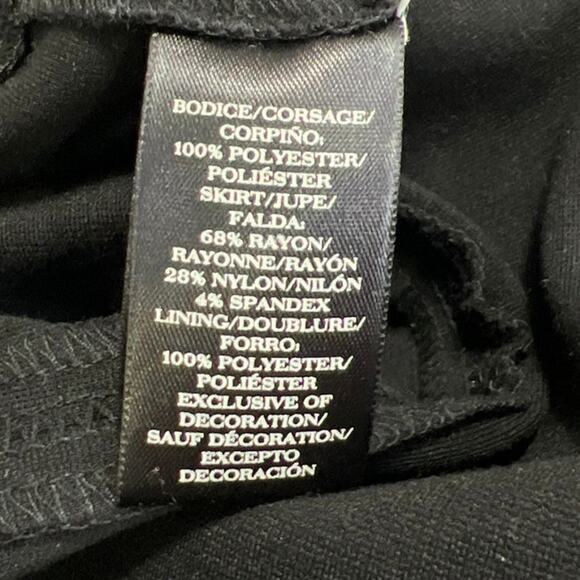 BODICE/CORSAGE/
CORPIÑO:
100% POLYESTER/
POLIÉSTER
SKIRT/JUPE/
FALDA:
68% RAYON/
RAYONNE/RAYÓN
28% NYLON/NILÓN
4% SPANDEX
LINING/DOUBLURE/
FORRO:
100% POLYESTER/
POLIÉSTER
EXCLUSIVE OF
DECORATION/
SAUF DÉCORATION/
EXCEPTO
DECORACIÓN